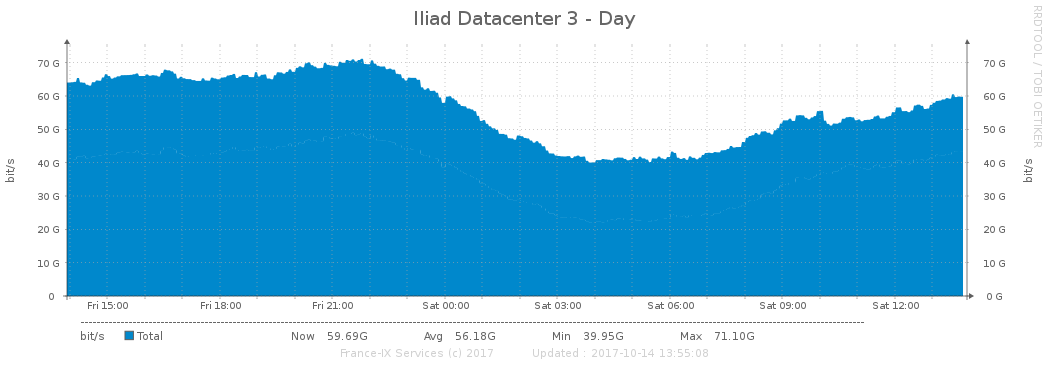 Iliad Datacenter 3 - Day
RRDTOOL / TOBI OETIKER
bit/s
bit/s
70 G
60 G
50 G
40 G
30 G
20 G
10 G
0
70 G
60 G
50 G
40 G
30 G
20 G
10 G
0 G
Fri 15:00 Fri 18:00 Fri 21:00 Sat 00:00 Sat 03:00 Sat 06:00 Sat 09:00 Sat 12:00
bit/s Total Now 59.69G Avg 56.18G Min 39.95G Max 71.10G
France-IX Services (c) 2017 Updated : 2017-10-14 13:55:08